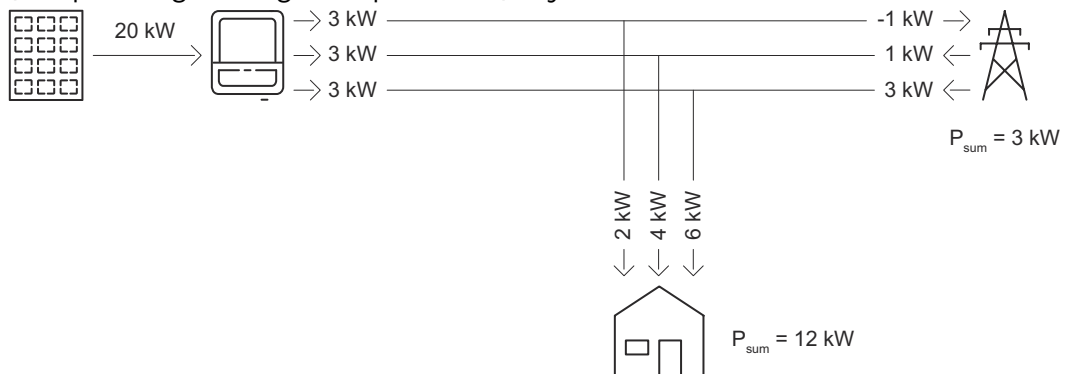 20 kW
3 kW
-1 kW
3 kW
1 kW
3 kW
3 kW
P_sum = 3 kW
2 kW
4 kW
6 kW
P_sum = 12 kW